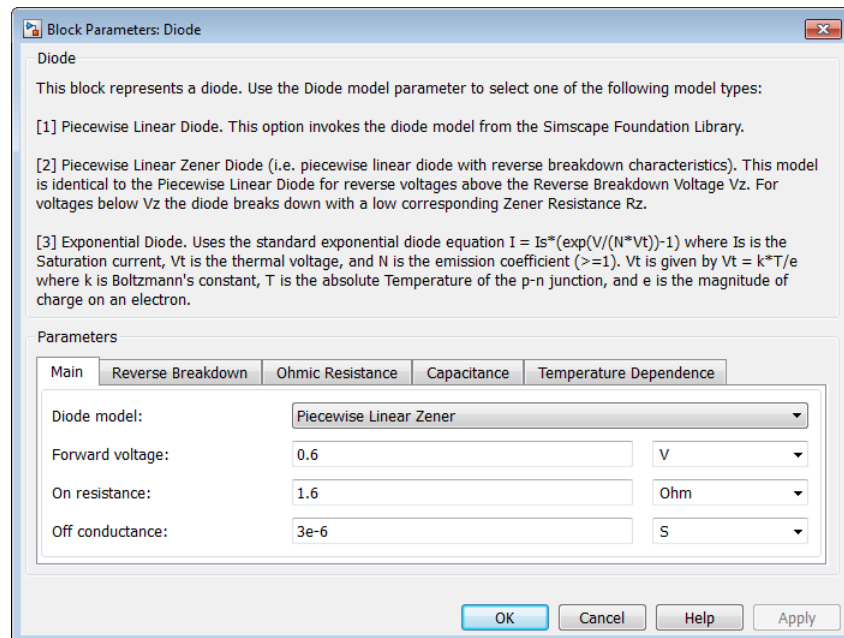 Block Parameters: Diode
Diode
This block represents a diode. Use the Diode model parameter to select one of the following model types:
[1] Piecewise Linear Diode. This option invokes the diode model from the Simscape Foundation Library.
[2] Piecewise Linear Zener Diode (i.e. piecewise linear diode with reverse breakdown characteristics). This model
is identical to the Piecewise Linear Diode for reverse voltages above the Reverse Breakdown Voltage Vz. For
voltages below Vz the diode breaks down with a low corresponding Zener Resistance Rz.
[3] Exponential Diode. Uses the standard exponential diode equation I = Is*(exp(V/(N*Vt))-1) where Is is the
Saturation current, Vt is the thermal voltage, and N is the emission coefficient (>=1). Vt is given by Vt = k*T/e
where k is Boltzmann's constant, T is the absolute Temperature of the p-n junction, and e is the magnitude of
charge on an electron.
Parameters
Main Reverse Breakdown Ohmic Resistance Capacitance Temperature Dependence
Diode model: Piecewise Linear Zener
Forward voltage: 0.6 V
On resistance: 1.6 Ohm
Off conductance: 3e-6 S
OK Cancel Help Apply